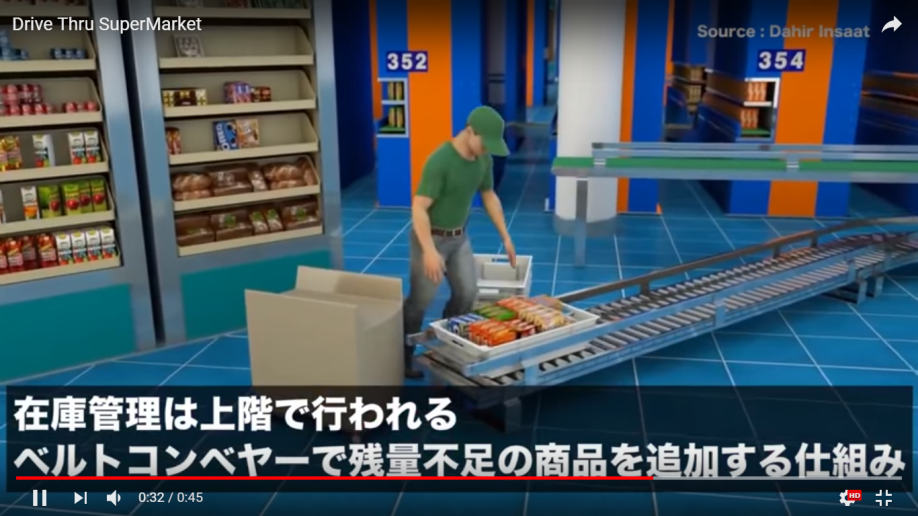 Drive Thru SuperMarket
Source : Dahir Insaat
352
354
在庫管理は上階で行われる
ベルトコンベヤーで残量不足の商品を追加する仕組み
0:32 / 0:45
HD